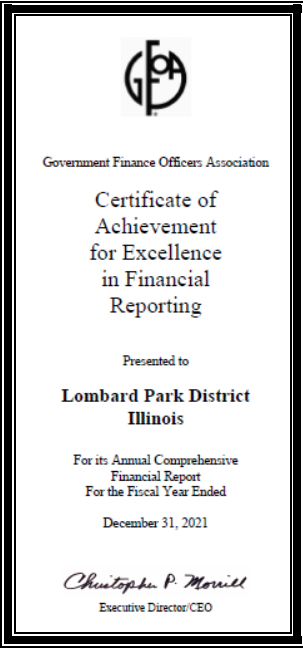 GFOA
Government Finance Officers Association
Certificate of
Achievement
for Excellence
in Financial
Reporting
Presented to
Lombard Park District
Illinois
For its Annual Comprehensive
Financial Report
For the Fiscal Year Ended
December 31, 2021
Christopher P. Morrill
Executive Director/CEO